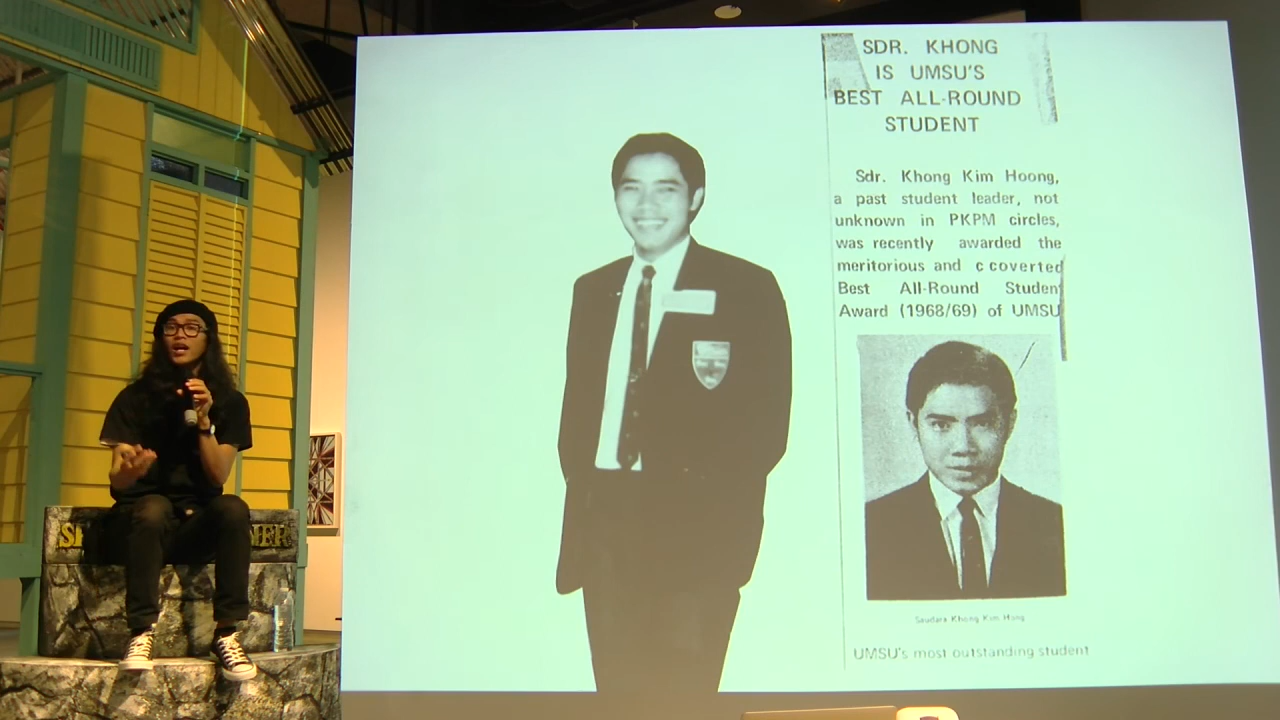 SDR. KHONG
IS UMSU'S
BEST ALL-ROUND
STUDENT
Sdr. Khong Kim Hoong,
a past student leader, not
unknown in PKPM circles,
was recently awarded the
meritorious and c coverted
Best All-Round Studen
Award (1968/69) of UMSU
Saudara Khong Kim Hong
UMSU's most outstanding student